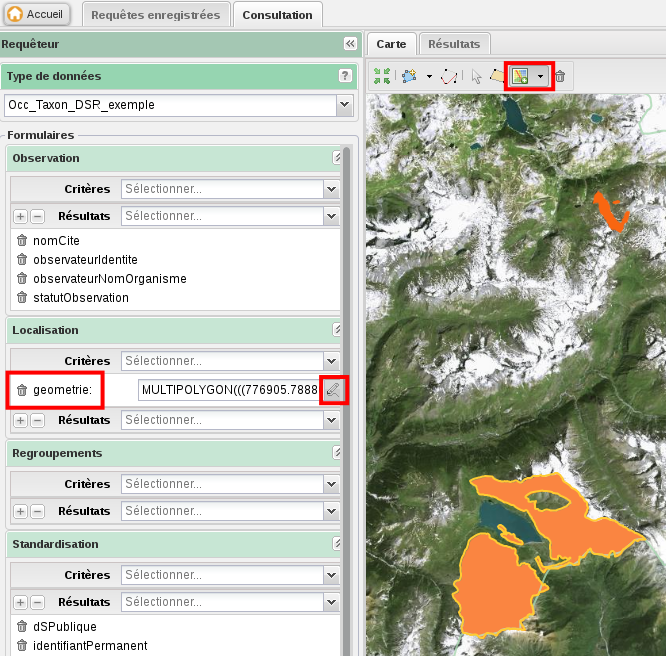 Accueil
Requêtes enregistrées
Consultation
Requêteur
Type de données
?
Occ_Taxon_DSR_exemple
Formulaires
Observation
Critères
Sélectionner...
Résultats
Sélectionner...
nomCite
observateurIdentite
observateurNomOrganisme
statutObservation
Localisation
Critères
Sélectionner...
geometrie:
MULTIPOLYGON(((776905.7888
Résultats
Sélectionner...
Regroupements
Critères
Sélectionner...
Résultats
Sélectionner...
Standardisation
Critères
Sélectionner...
Résultats
Sélectionner...
dSPublique
identifiantPermanent
Carte
Résultats